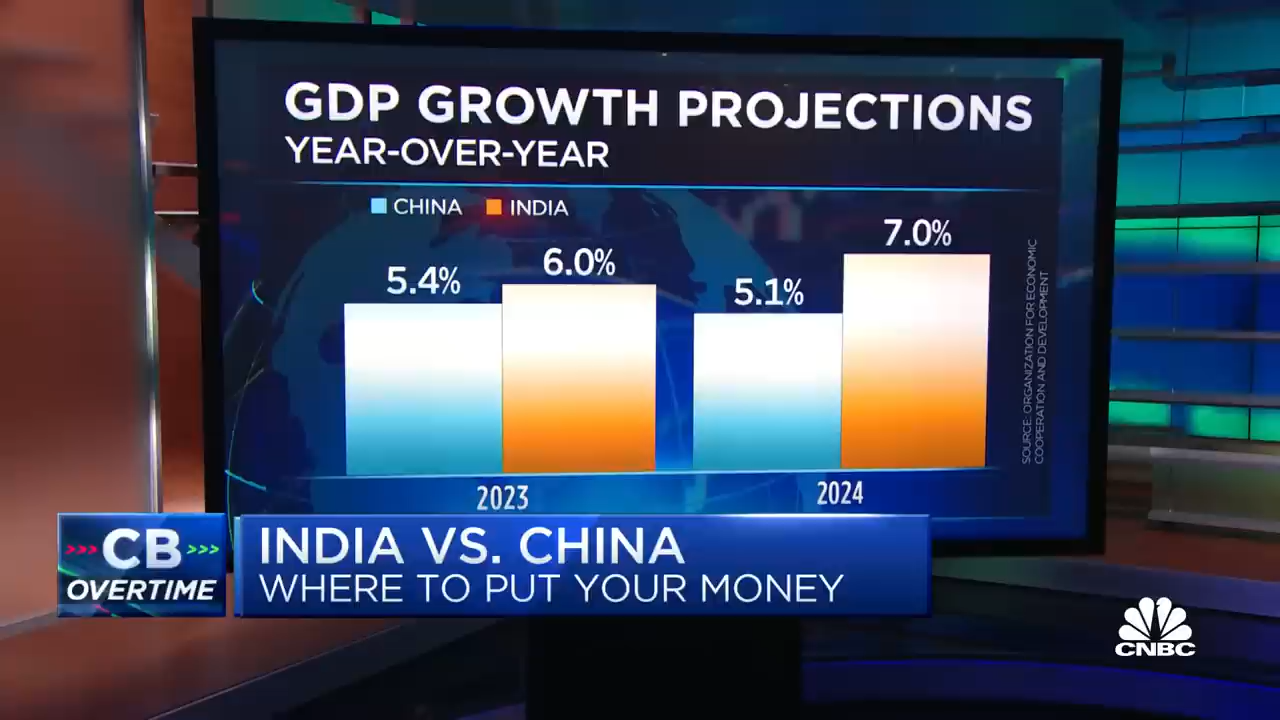 GDP GROWTH PROJECTIONS
YEAR-OVER-YEAR
CHINA INDIA
5.4%
6.0%
5.1%
7.0%
2023
2024
SOURCE: ORGANIZATION FOR ECONOMIC
COOPERATION AND DEVELOPMENT
>>> CB >>>
OVERTIME
INDIA VS. CHINA
WHERE TO PUT YOUR MONEY
CNBC